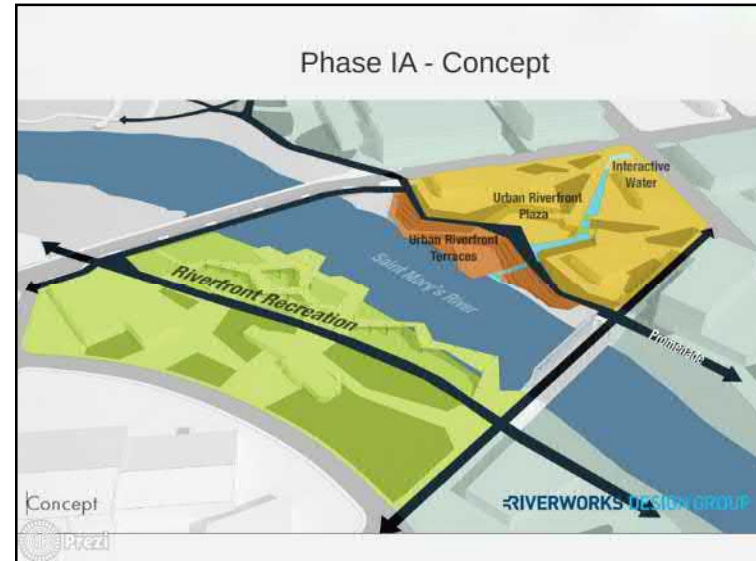 Phase IA - Concept
Interactive
Water
Urban Riverfront
Plaza
Urban Riverfront
Terraces
Saint Mary's River
Riverfront Recreation
Promenade
Concept
RIVERWORKS DESIGN GROUP
Prezi